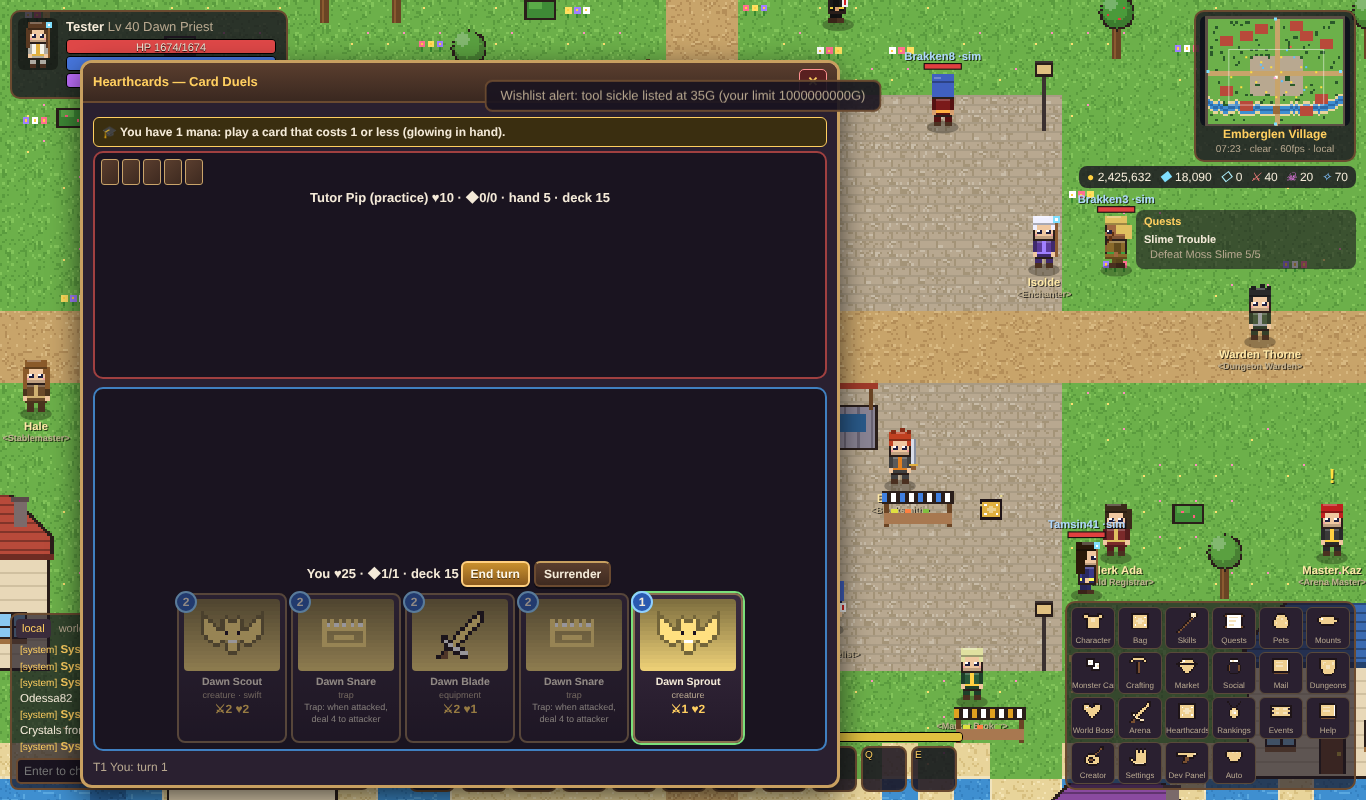 Tester Lv 40 Dawn Priest
HP 1674/1674
Hearthcards — Card Duels
Wishlist alert: tool sickle listed at 35G (your limit 1000000000G)
🎓 You have 1 mana: play a card that costs 1 or less (glowing in hand).
Tutor Pip (practice) ♥10 · ◆0/0 · hand 5 · deck 15
You ♥25 · ◆1/1 · deck 15
End turn
Surrender
2
Dawn Scout
creature · swift
⚔2 ♥2
2
Dawn Snare
trap
Trap: when attacked,
deal 4 to attacker
2
Dawn Blade
equipment
⚔2 ♥1
2
Dawn Snare
trap
Trap: when attacked,
deal 4 to attacker
1
Dawn Sprout
creature
⚔1 ♥2
T1 You: turn 1
Brakken8 ·sim
Emberglen Village
07:23 · clear · 60fps · local
2,425,632 18,090 0 40 20 70
Brakken3 ·sim
Quests
Slime Trouble
Defeat Moss Slime 5/5
Isolde
<Enchanter>
Warden Thorne
<Dungeon Warden>
Hale
<Stablemaster>
!
Tamsin41 ·sim
Master Kaz
<Arena Master>
local
[system]
[system]
[system]
Odessa82
[system]
Crystals
[system]
Enter to
Q
E
Character
Bag
Skills
Quests
Pets
Mounts
Monster Ca
Crafting
Market
Social
Mail
Dungeons
World Boss
Arena
Hearthcards
Rankings
Events
Help
Creator
Settings
Dev Panel
Auto